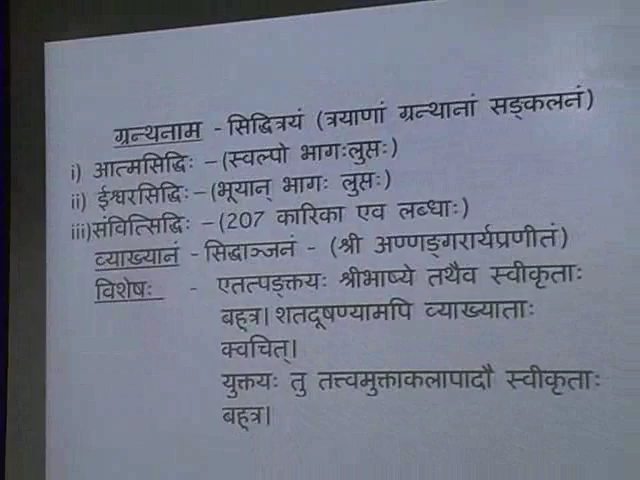 ग्रन्थनाम - सिद्धित्रयं (त्रयाणां ग्रन्थानां सङ्कलनं)
i) आत्मसिद्धिः – (स्वल्पो भागःलुप्तः)
ii) ईश्वरसिद्धिः – (भूयान् भागः लुप्तः)
iii)संवित्सिद्धिः – (207 कारिका एव लब्धाः)
व्याख्यानं - सिद्धाञ्जनं - (श्री अण्णङ्गरार्यप्रणीतं)
विशेषः - एतत्पङ्क्तयः श्रीभाष्ये तथैव स्वीकृताः
बहूत्र। शतदूषण्यामपि व्याख्याताः
क्वचित्।
युक्तयः तु तत्त्वमुक्ताकलापादौ स्वीकृताः
बहूत्र।